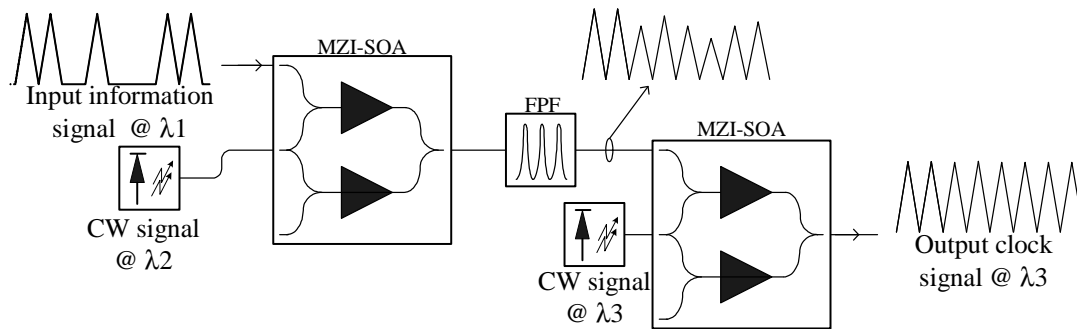 MZI-SOA
Input information
signal @ λ1
CW signal
@ λ2
FPF
MZI-SOA
CW signal
@ λ3
Output clock
signal @ λ3